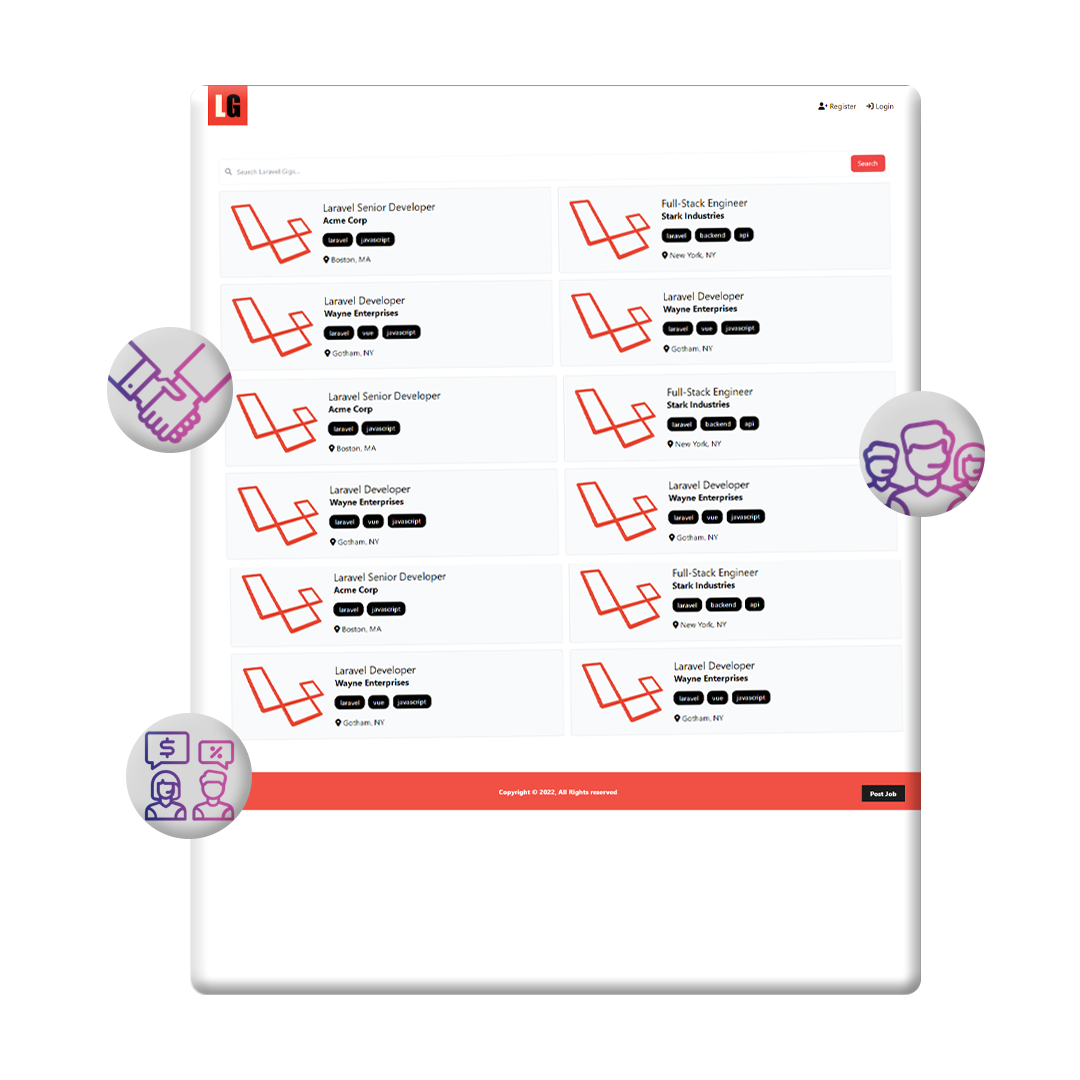 LG
Register Login
Search Laravel Gigs...
Search
Laravel Senior Developer
Acme Corp
laravel javascript
Boston, MA
Full-Stack Engineer
Stark Industries
laravel backend api
New York, NY
Laravel Developer
Wayne Enterprises
laravel vue javascript
Gotham, NY
Laravel Developer
Wayne Enterprises
laravel vue javascript
Gotham, NY
Laravel Senior Developer
Acme Corp
laravel javascript
Boston, MA
Full-Stack Engineer
Stark Industries
laravel backend api
New York, NY
Laravel Developer
Wayne Enterprises
laravel vue javascript
Gotham, NY
Laravel Developer
Wayne Enterprises
laravel vue javascript
Gotham, NY
Laravel Senior Developer
Acme Corp
laravel javascript
Boston, MA
Full-Stack Engineer
Stark Industries
laravel backend api
New York, NY
Laravel Developer
Wayne Enterprises
laravel vue javascript
Gotham, NY
Laravel Developer
Wayne Enterprises
laravel vue javascript
Gotham, NY
$ %
Copyright © 2022, All Rights reserved
Post Job